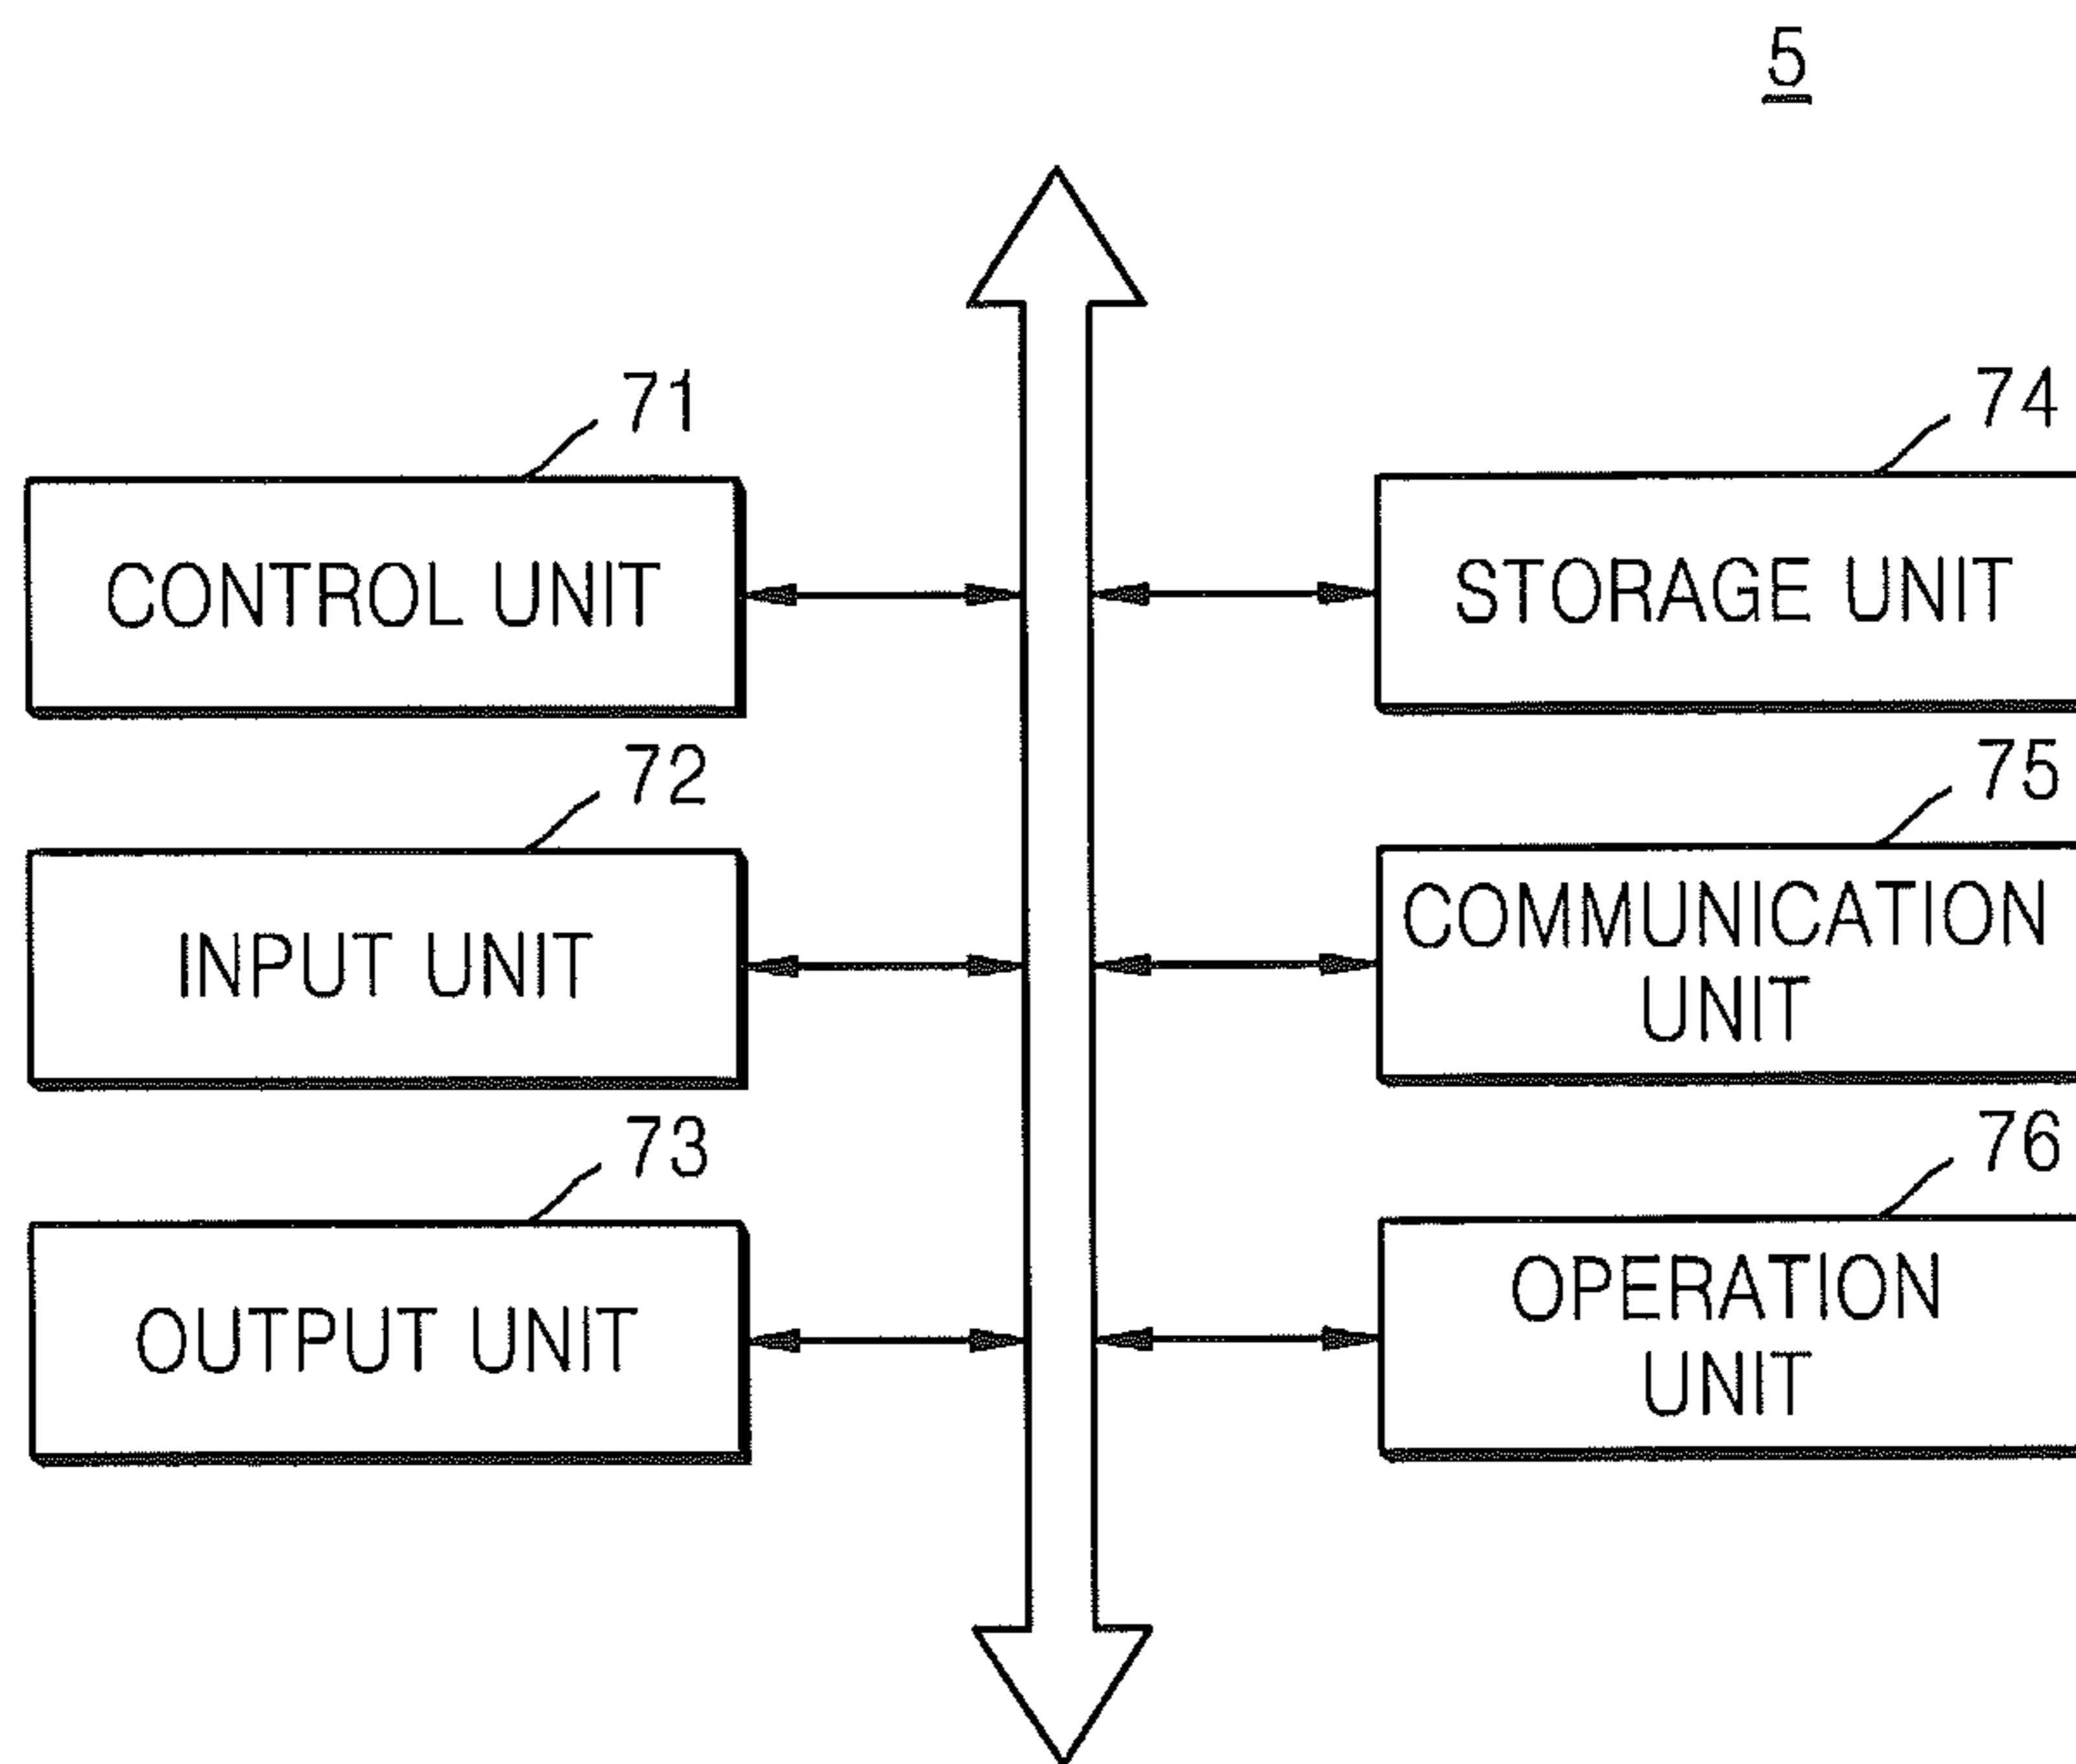 5
71
CONTROL UNIT
72
INPUT UNIT
73
OUTPUT UNIT
74
STORAGE UNIT
75
COMMUNICATION
UNIT
76
OPERATION
UNIT